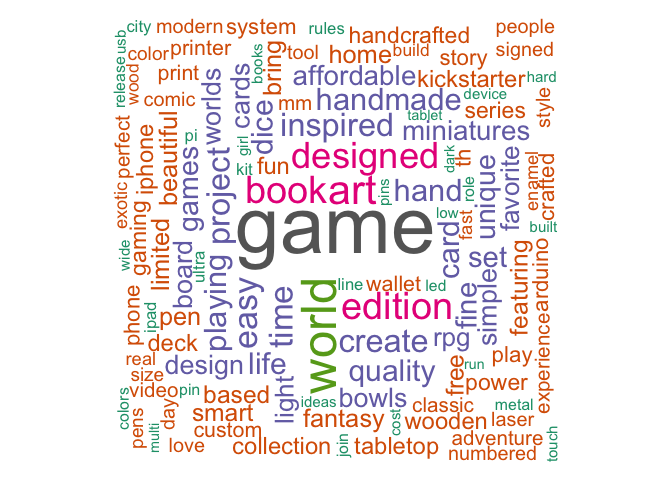 city modern system rules handcrafted people
usb color printer books tool home build story signed
release wood print bring affordable kickstarter hard
comic worlds cards mm handmade device series style
perfect iphone beautiful pi dice inspired tablet miniatures
girl kit fun designed dark th unique favorite enamel crafted
exotic gaming limited games project book art pins hand role
game low fast built
wide board playing ultra card set featuring arduino
phone ipad easy time world line wallet led fine simple
pen edition experience
deck create rpg play
real design life quality run free power
size video pin based light ideas bowls classic metal
colors pens multi day smart fantasy cost wooden laser
custom join adventure
love collection tabletop numbered touch